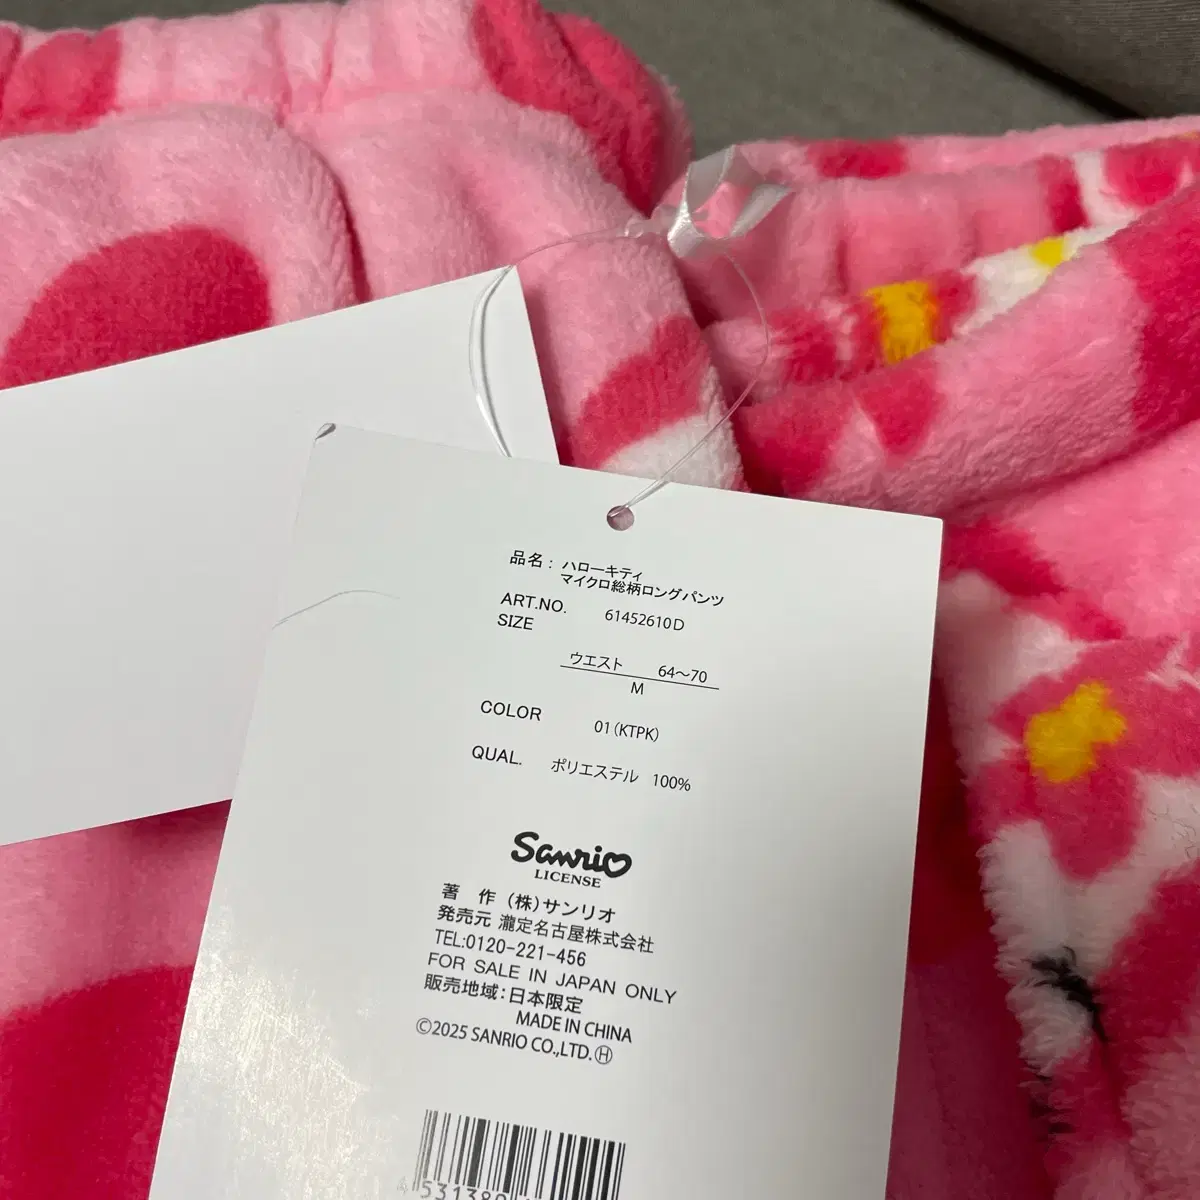 品名： ハローキティ
マイクロ総柄ロングパンツ
ART.NO. 61452610D
SIZE
ウエスト 64～70
M
COLOR 01(KTPK)
QUAL. ポリエステル 100%
Sanrio
LICENSE
著 作 (株)サンリオ
発売元 瀧定名古屋株式会社
TEL:0120-221-456
FOR SALE IN JAPAN ONLY
販売地域:日本限定
MADE IN CHINA
©2025 SANRIO CO.,LTD. Ⓗ